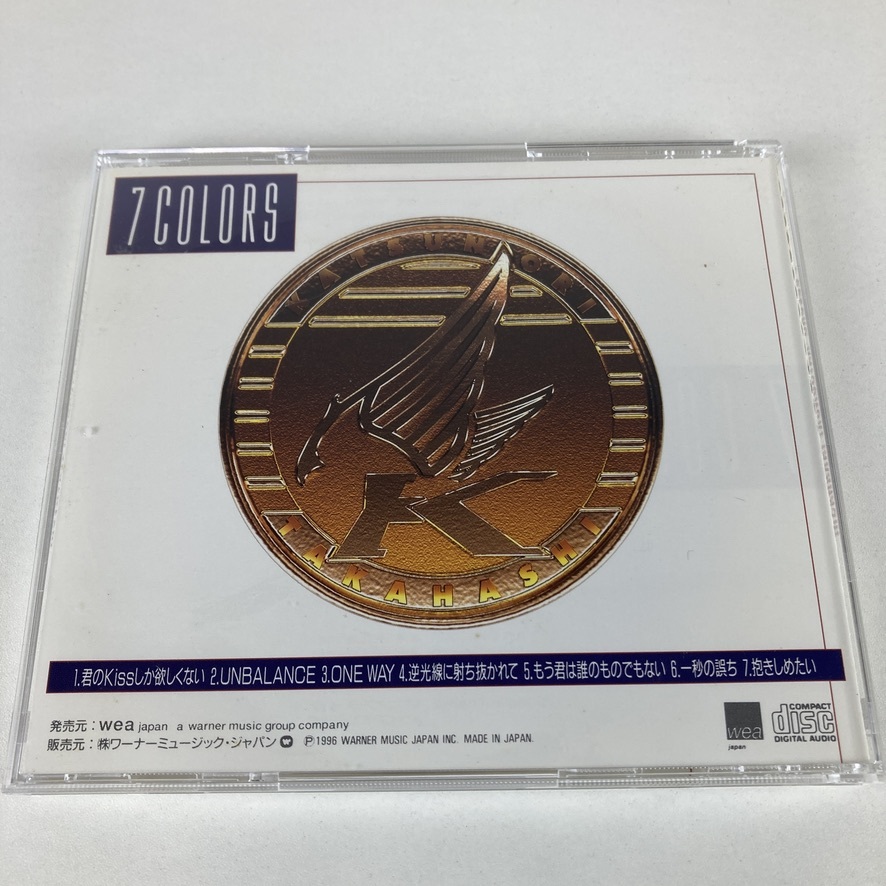 7 COLORS
KATSUNORI
K
TAKAHASHI
1.君のKissしか欲しくない 2.UNBALANCE 3.ONE WAY 4.逆光線に射ち抜かれて 5.もう君は誰のものでもない 6.一秒の誤ち 7.抱きしめたい
発売元：wea japan a warner music group company
販売元：㈱ワーナーミュージック・ジャパン Ⓟ1996 WARNER MUSIC JAPAN INC. MADE IN JAPAN.
wea
japan
COMPACT
disc
DIGITAL AUDIO